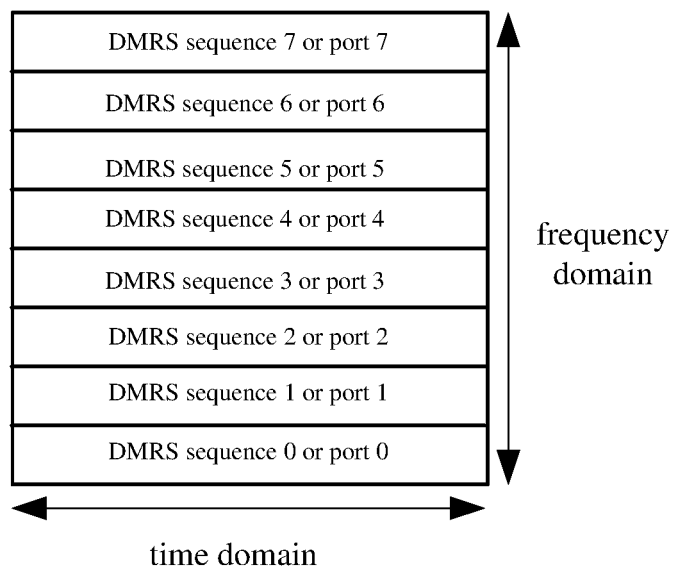 DMRS sequence 7 or port 7
DMRS sequence 6 or port 6
DMRS sequence 5 or port 5
DMRS sequence 4 or port 4
DMRS sequence 3 or port 3
DMRS sequence 2 or port 2
DMRS sequence 1 or port 1
DMRS sequence 0 or port 0
frequency
domain
time domain